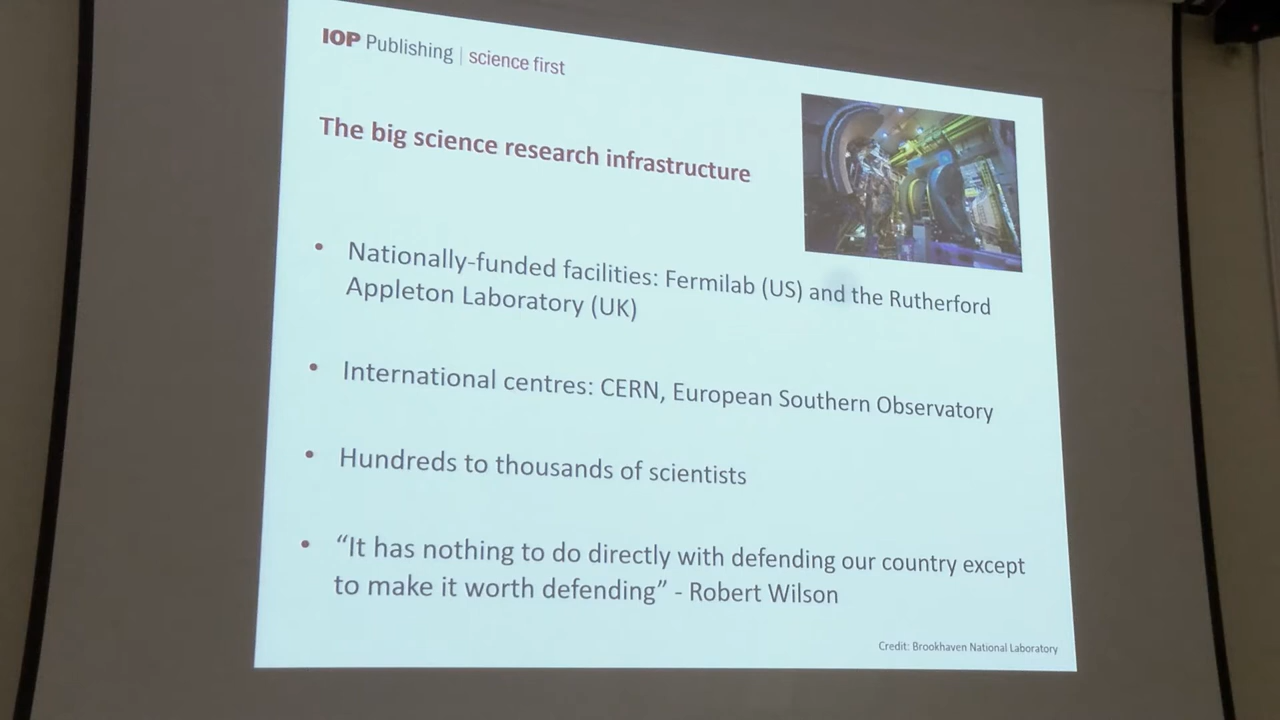 IOP Publishing | science first
The big science research infrastructure
• Nationally-funded facilities: Fermilab (US) and the Rutherford
Appleton Laboratory (UK)
• International centres: CERN, European Southern Observatory
• Hundreds to thousands of scientists
• “It has nothing to do directly with defending our country except
to make it worth defending” - Robert Wilson
Credit: Brookhaven National Laboratory